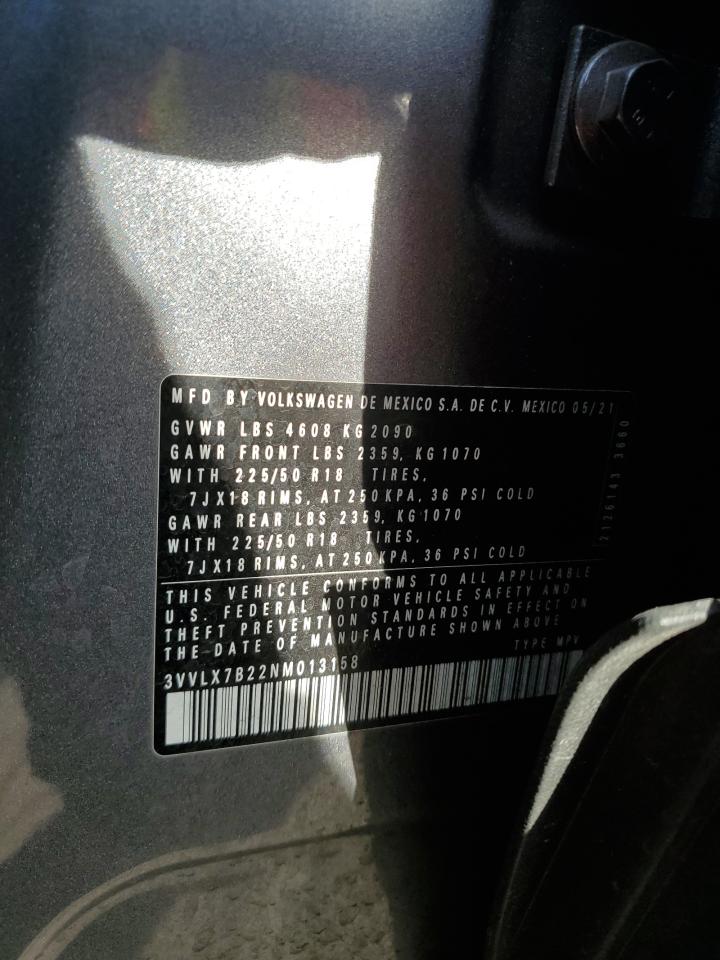 MFD BY VOLKSWAGEN DE MEXICO S.A. DE C.V. MEXICO 05/21
GVWR LBS 4608 KG 2090
GAWR FRONT LBS 2359, KG 1070
WITH 225/50 R18 TIRES,
7JX18 RIMS, AT 250 KPA, 36 PSI COLD
GAWR REAR LBS 2359, KG 1070
WITH 225/50 R18 TIRES,
7JX18 RIMS, AT 250 KPA, 36 PSI COLD
2126143 3660
THIS VEHICLE CONFORMS TO ALL APPLICABLE
U.S. FEDERAL MOTOR VEHICLE SAFETY AND
THEFT PREVENTION STANDARDS IN EFFECT ON
THE DATE OF MANUFACTURE SHOWN ABOVE
TYPE MPV
3VVLX7B22NM013158